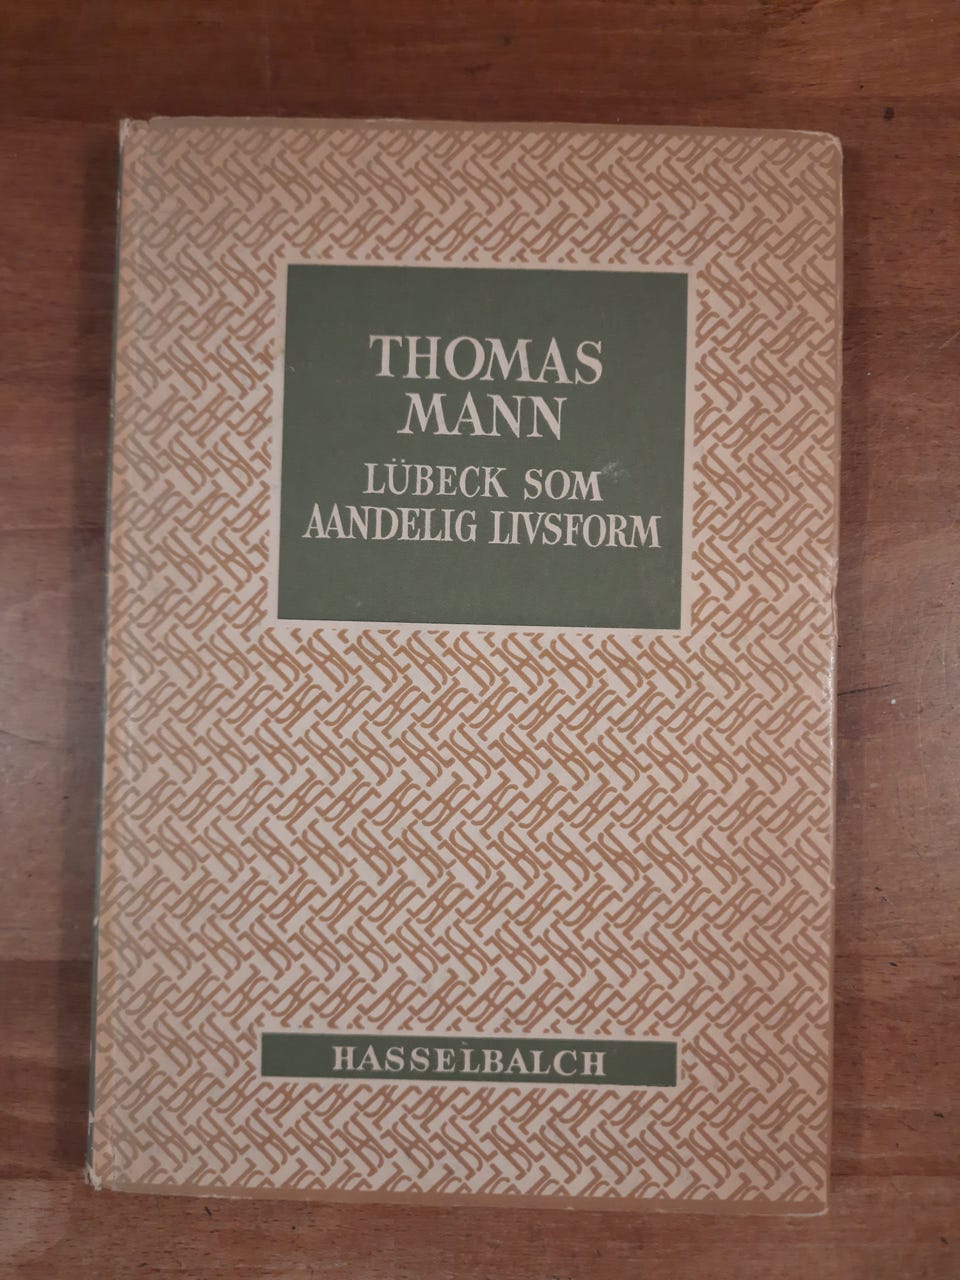 THOMAS
MANN
LÜBECK SOM
AANDELIG LIVSFORM
HASSELBALCH